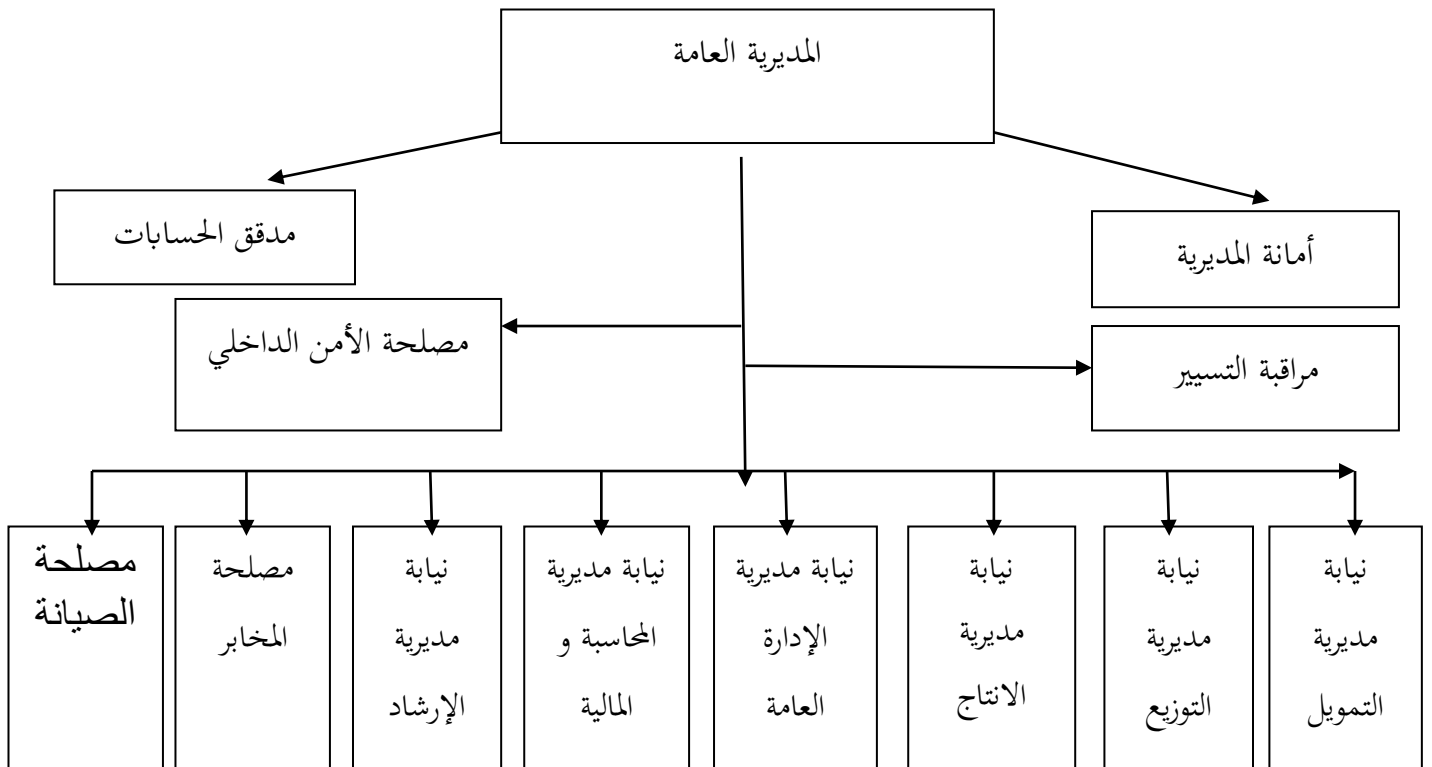 المديرية العامة
أمانة المديرية
مدقق الحسابات
مصلحة الأمن الداخلي
مراقبة التسيير
نيابة
مديرية
التمويل
نيابة
مديرية
التوزيع
نيابة
مديرية
الانتاج
نيابة مديرية
الإدارة
العامة
نيابة مديرية
المحاسبة و
المالية
نيابة
مديرية
الإرشاد
مصلحة
المخابر
مصلحة
الصيانة